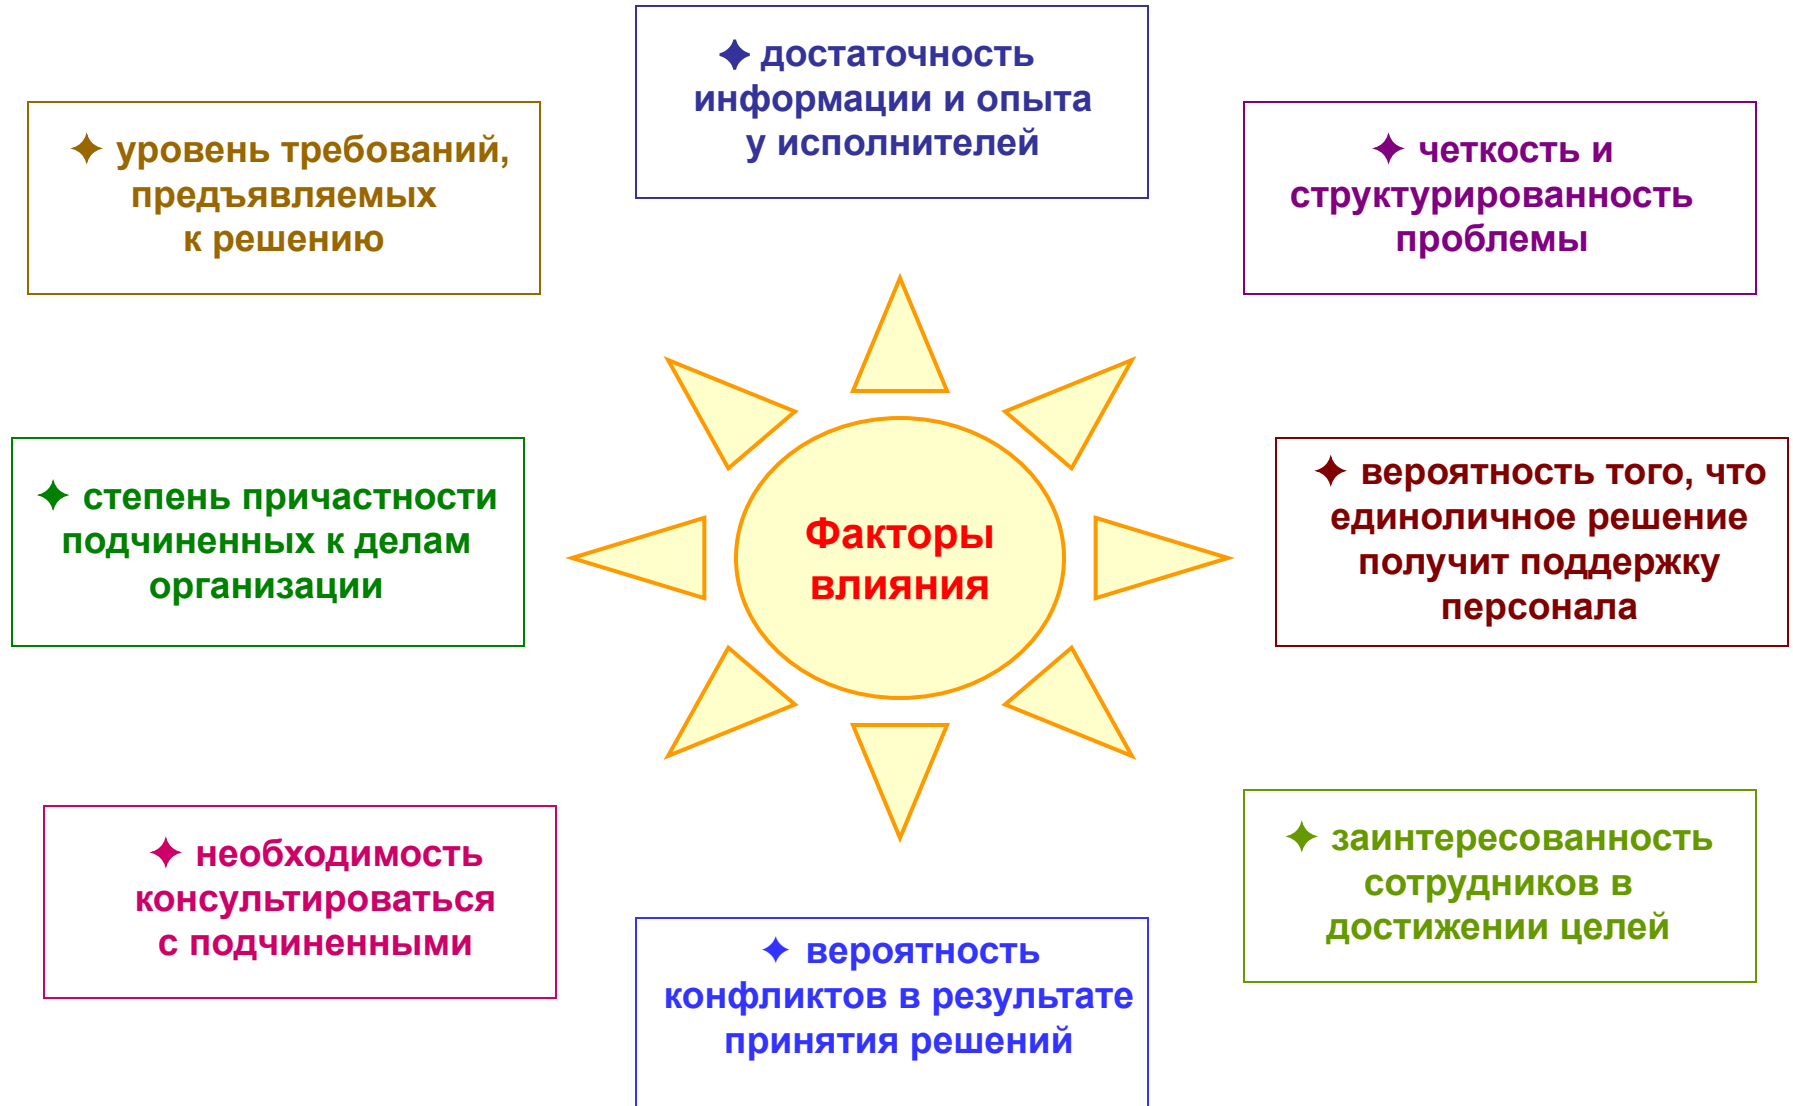 ✦ достаточность
информации и опыта
у исполнителей
✦ уровень требований,
предъявляемых
к решению
✦ четкость и
структурированность
проблемы
✦ степень причастности
подчиненных к делам
организации
Факторы
влияния
✦ вероятность того, что
единоличное решение
получит поддержку
персонала
✦ необходимость
консультироваться
с подчиненными
✦ заинтересованность
сотрудников в
достижении целей
✦ вероятность
конфликтов в результате
принятия решений